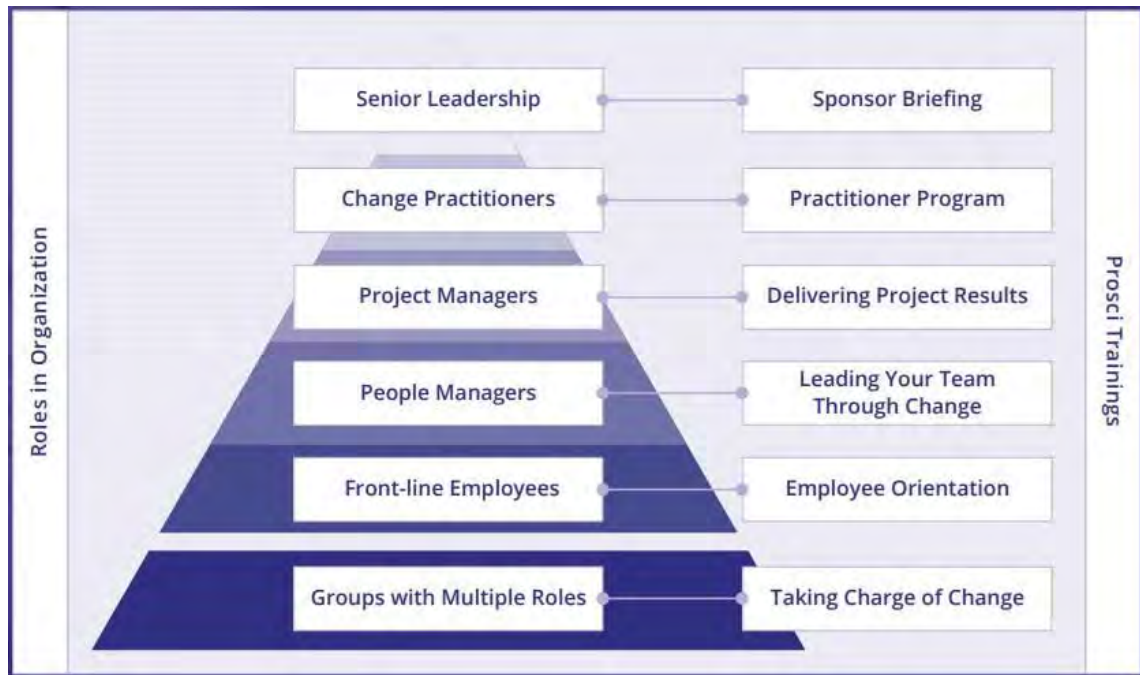 Roles in Organization
Senior Leadership
Sponsor Briefing
Change Practitioners
Practitioner Program
Project Managers
Delivering Project Results
People Managers
Leading Your Team
Through Change
Front-line Employees
Employee Orientation
Groups with Multiple Roles
Taking Charge of Change
Prosci Trainings